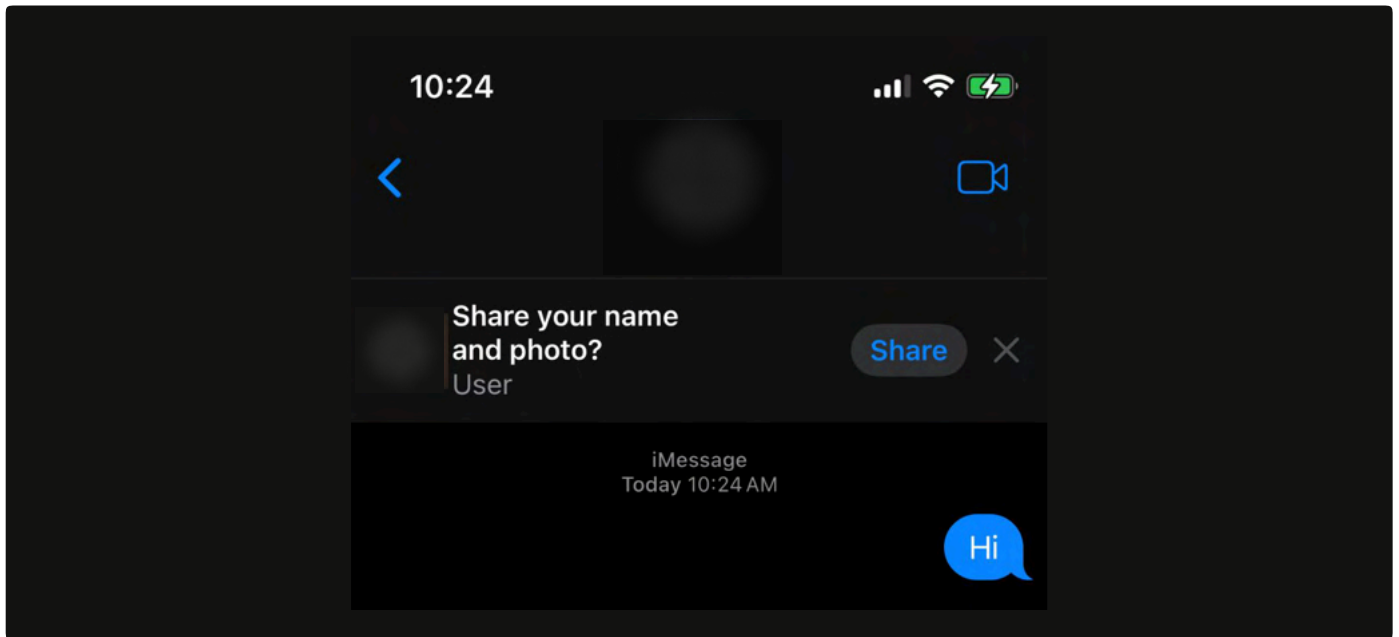 10:24
Share your name
and photo?
User
Share
iMessage
Today 10:24 AM
Hi